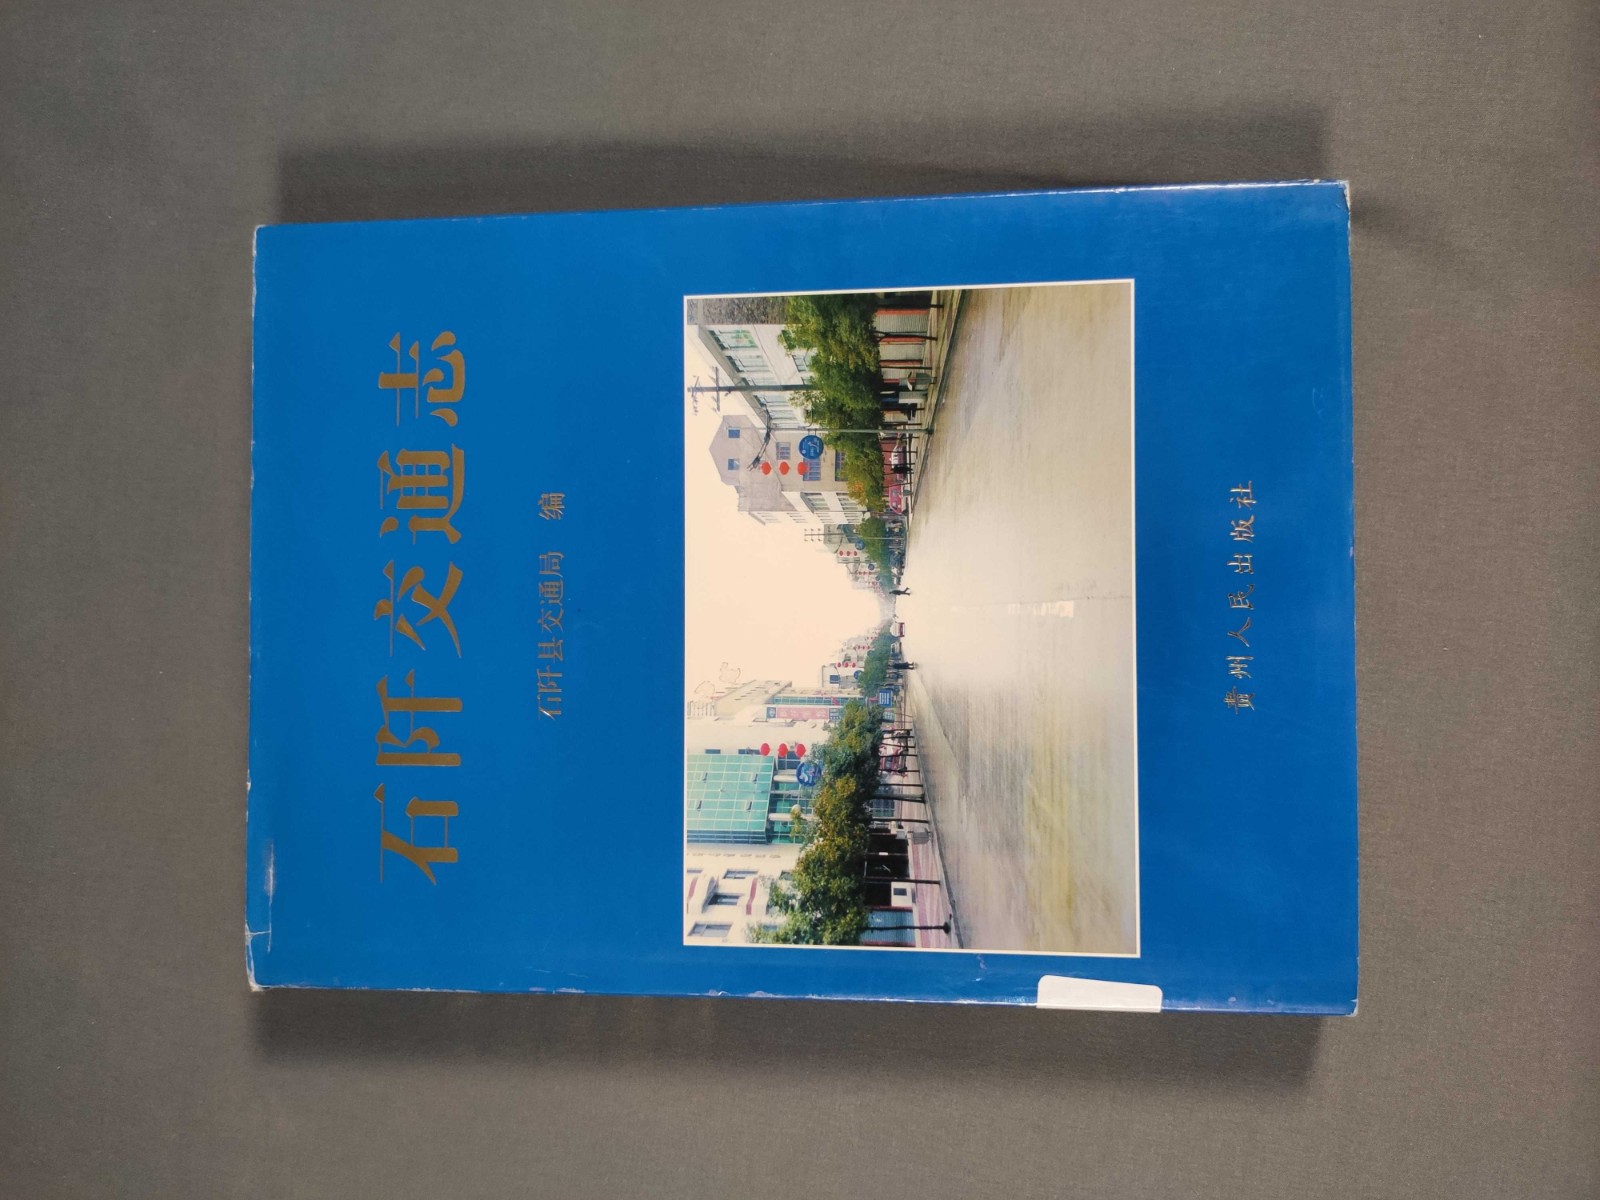 石阡交通志
石阡县交通局 编
贵州人民出版社